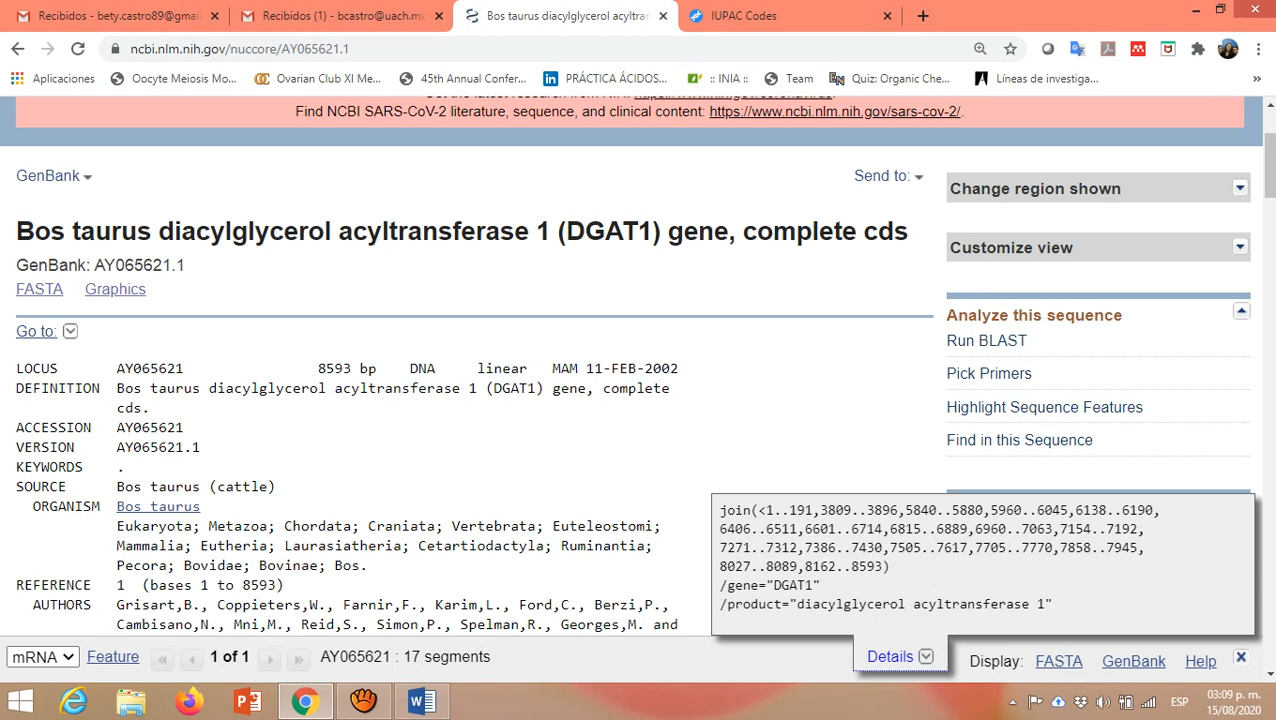 Recibidos - bety.castro89@gmai
Recibidos (1) - bcastro@uach.mx
Bos taurus diacylglycerol acyltran
IUPAC Codes
ncbi.nlm.nih.gov/nuccore/AY065621.1
Aplicaciones
Oocyte Meiosis Mo...
Ovarian Club XI Me...
45th Annual Confer...
PRÁCTICA ÁCIDOS...
:: INIA ::
Team
Quiz: Organic Che...
Líneas de investiga...
»
Find NCBI SARS-CoV-2 literature, sequence, and clinical content: https://www.ncbi.nlm.nih.gov/sars-cov-2/.
GenBank
Send to:
Change region shown
Bos taurus diacylglycerol acyltransferase 1 (DGAT1) gene, complete cds
Customize view
GenBank: AY065621.1
FASTA Graphics
Analyze this sequence
Go to:
Run BLAST
LOCUS AY065621 8593 bp DNA linear MAM 11-FEB-2002
Pick Primers
DEFINITION Bos taurus diacylglycerol acyltransferase 1 (DGAT1) gene, complete
cds.
Highlight Sequence Features
ACCESSION AY065621
Find in this Sequence
VERSION AY065621.1
KEYWORDS .
SOURCE Bos taurus (cattle)
ORGANISM Bos taurus
Eukaryota; Metazoa; Chordata; Craniata; Vertebrata; Euteleostomi;
Mammalia; Eutheria; Laurasiatheria; Cetartiodactyla; Ruminantia;
Pecora; Bovidae; Bovinae; Bos.
REFERENCE 1 (bases 1 to 8593)
AUTHORS Grisart,B., Coppieters,W., Farnir,F., Karim,L., Ford,C., Berzi,P.,
Cambisano,N., Mni,M., Reid,S., Simon,P., Spelman,R., Georges,M. and
join(<1..191,3809..3896,5840..5880,5960..6045,6138..6190,
6406..6511,6601..6714,6815..6889,6960..7063,7154..7192,
7271..7312,7386..7430,7505..7617,7705..7770,7858..7945,
8027..8089,8162..8593)
/gene="DGAT1"
/product="diacylglycerol acyltransferase 1"
mRNA Feature 1 of 1 AY065621 : 17 segments Details Display: FASTA GenBank Help
ESP
03:09 p. m.
15/08/2020